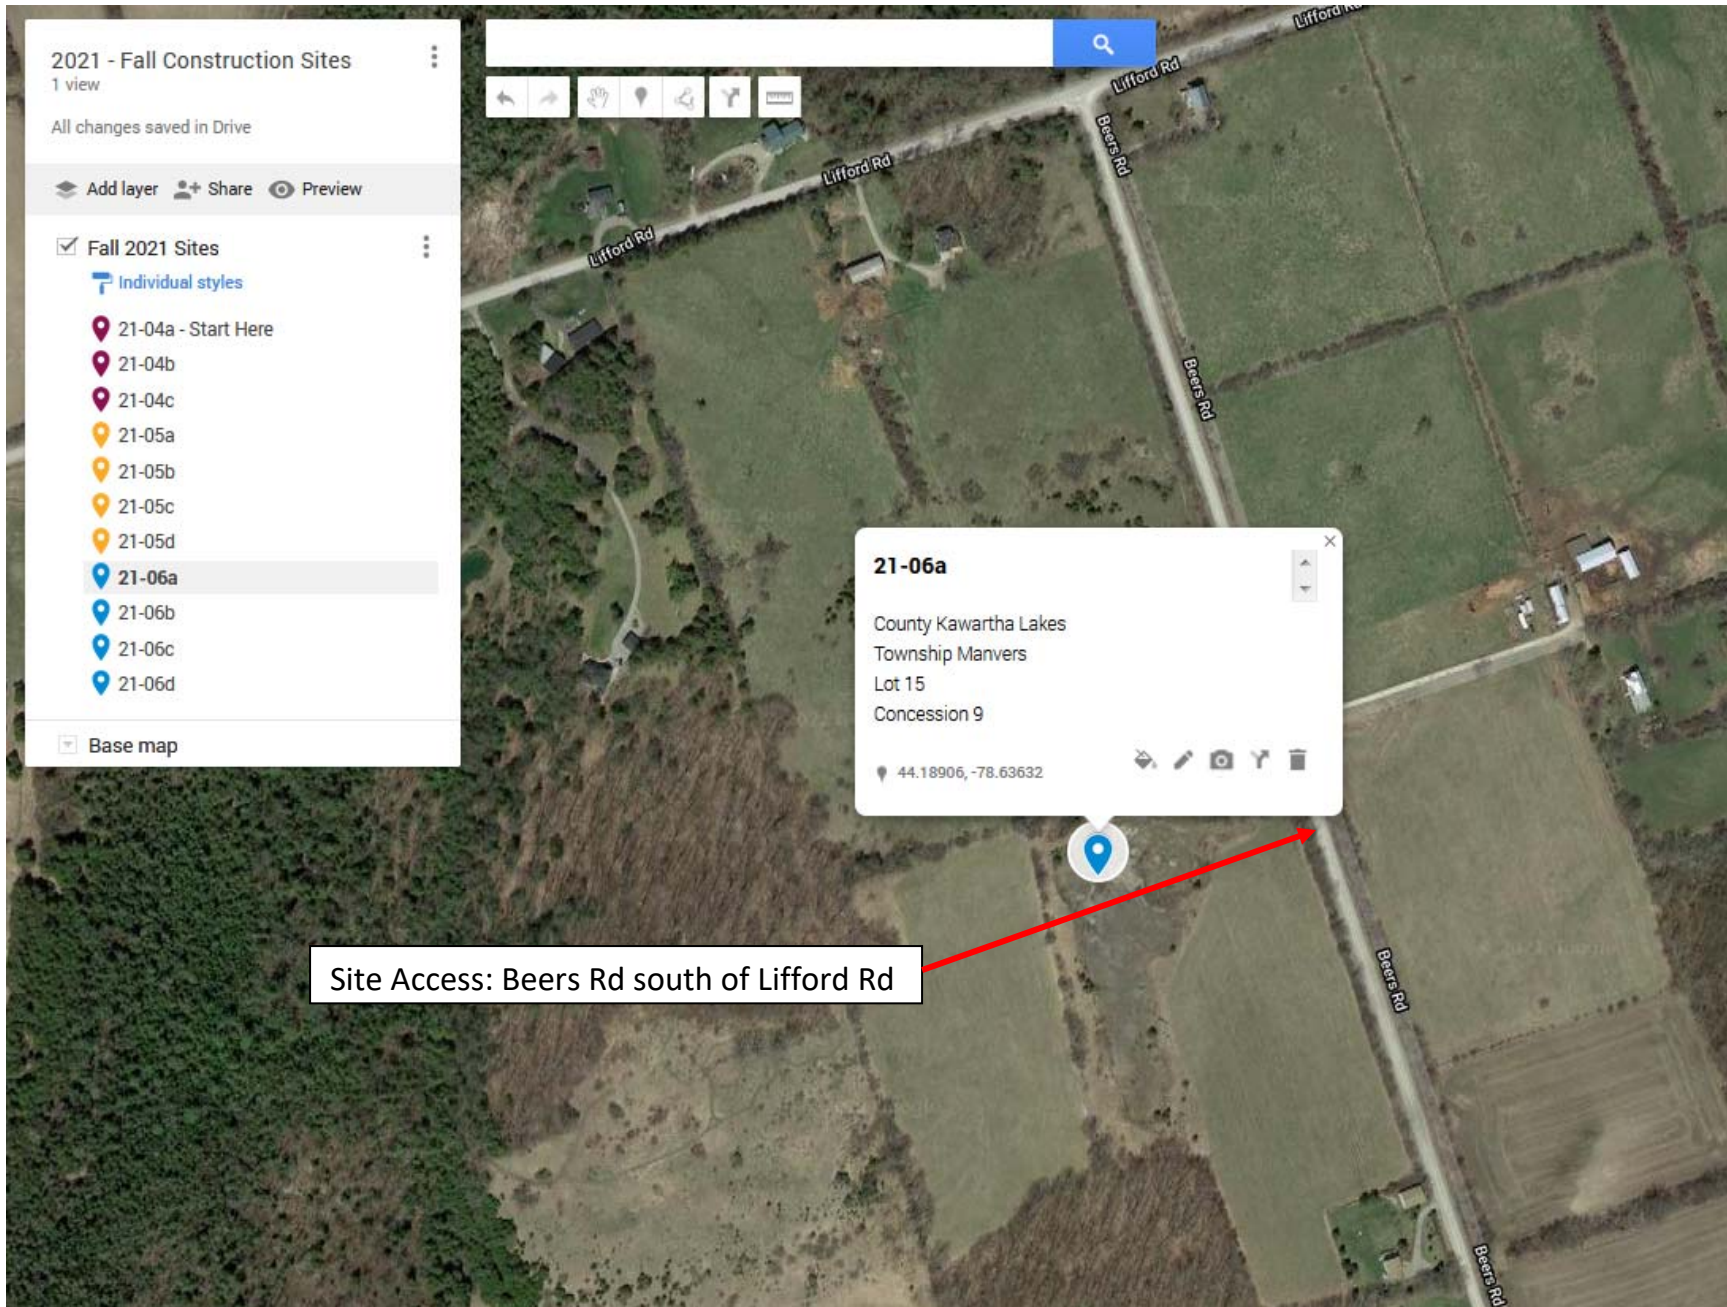 2021 - Fall Construction Sites
1 view
All changes saved in Drive
Add layer Share Preview
Fall 2021 Sites
Individual styles
21-04a - Start Here
21-04b
21-04c
21-05a
21-05b
21-05c
21-05d
21-06a
21-06b
21-06c
21-06d
Base map
Lifford Rd
Lifford Rd
Lifford Rd
Lifford Rd
Beers Rd
Beers Rd
21-06a
County Kawartha Lakes
Township Manvers
Lot 15
Concession 9
44.18906, -78.63632
Site Access: Beers Rd south of Lifford Rd
Beers Rd
Beers Rd